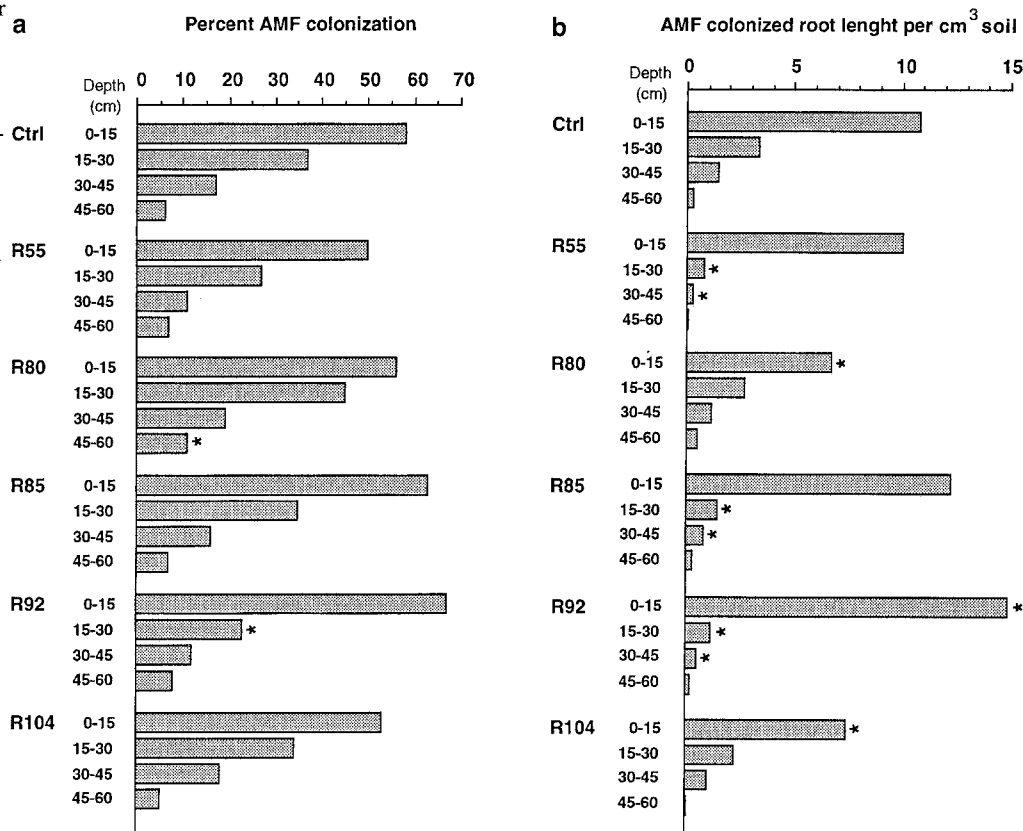 r
a
Percent AMF colonization
Depth
(cm)
0 10 20 30 40 50 60 70
Ctrl
0-15
15-30
30-45
45-60
R55
0-15
15-30
30-45
45-60
R80
0-15
15-30
30-45
45-60 *
R85
0-15
15-30
30-45
45-60
R92
0-15
15-30 *
30-45
45-60
R104
0-15
15-30
30-45
45-60
b
AMF colonized root lenght per cm³ soil
Depth
(cm)
0 5 10 15
Ctrl
0-15
15-30
30-45
45-60
R55
0-15
15-30 *
30-45 *
45-60
R80
0-15 *
15-30
30-45
45-60
R85
0-15
15-30 *
30-45 *
45-60
R92
0-15 *
15-30 *
30-45 *
45-60
R104
0-15 *
15-30
30-45
45-60